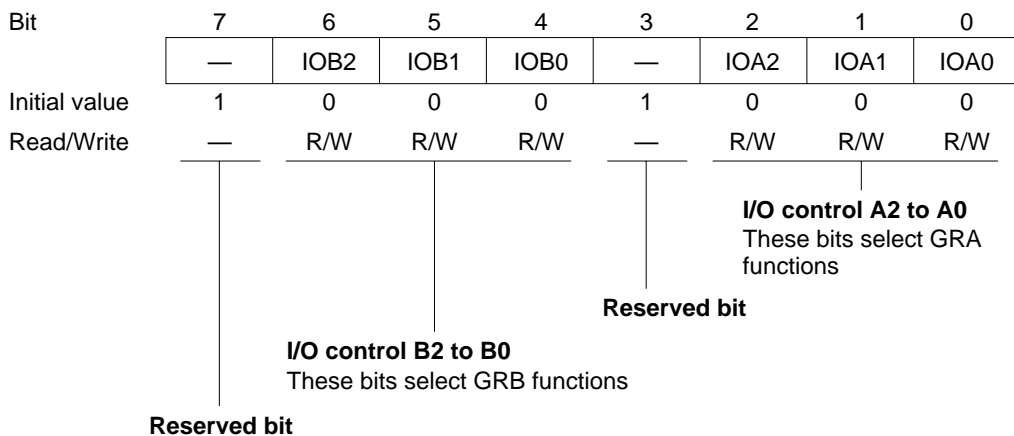 Bit 7 6 5 4 3 2 1 0
— IOB2 IOB1 IOB0 — IOA2 IOA1 IOA0
Initial value 1 0 0 0 1 0 0 0
Read/Write — R/W R/W R/W — R/W R/W R/W
I/O control A2 to A0
These bits select GRA
functions
Reserved bit
I/O control B2 to B0
These bits select GRB functions
Reserved bit